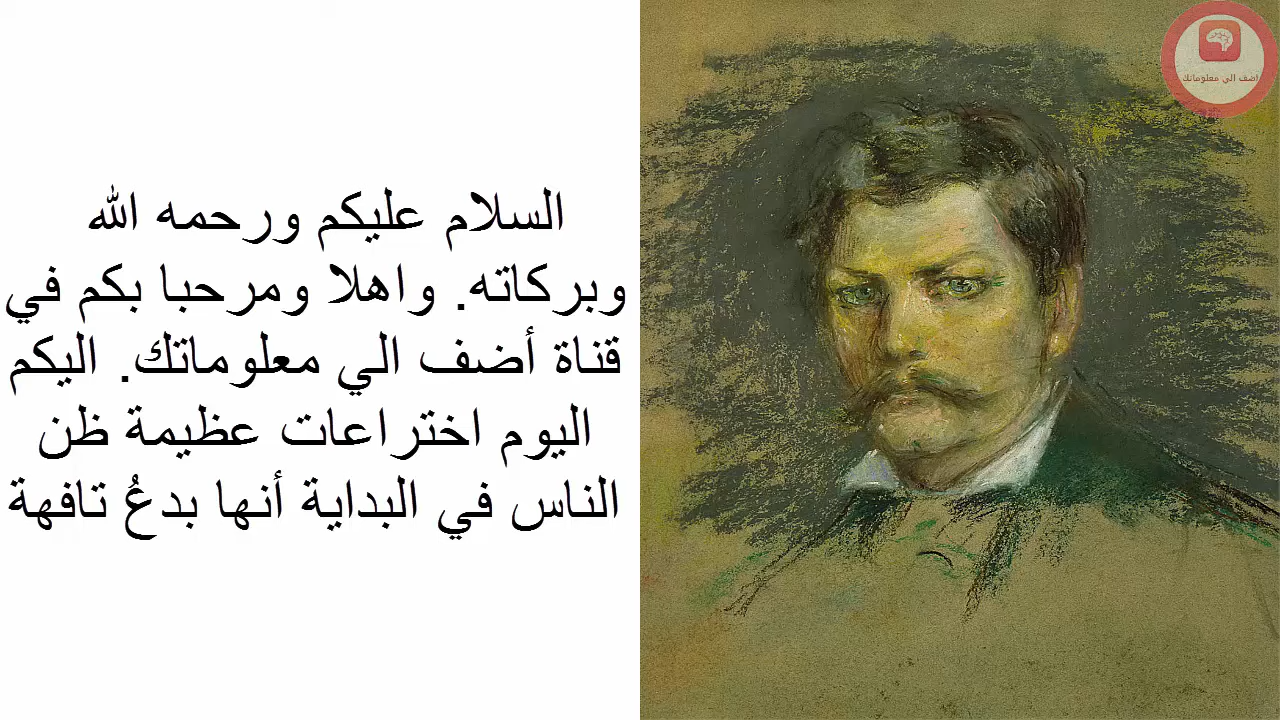 السلام عليكم ورحمه الله
وبركاته. واهلا ومرحبا بكم في
قناة أضف الي معلوماتك. اليكم
اليوم اختراعات عظيمة ظن
الناس في البداية أنها بدعُ تافهة
اضف الي معلوماتك